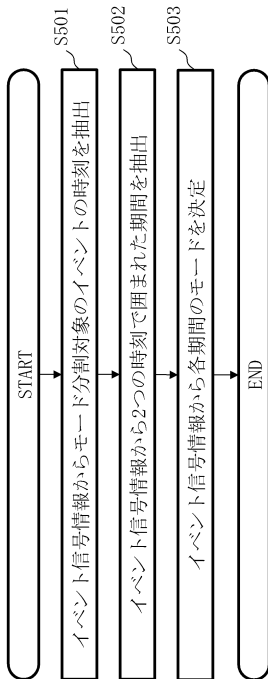 START
S501
イベント信号情報からモード分割対象のイベントの時刻を抽出
S502
イベント信号情報から2つの時刻で囲まれた期間を抽出
S503
イベント信号情報から各期間のモードを決定
END